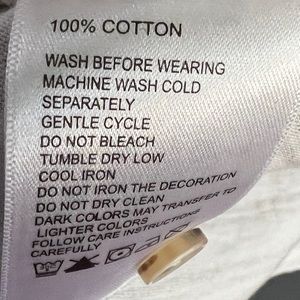 100% COTTON
WASH BEFORE WEARING
MACHINE WASH COLD
SEPARATELY
GENTLE CYCLE
DO NOT BLEACH
TUMBLE DRY LOW
COOL IRON
DO NOT IRON THE DECORATION
DO NOT DRY CLEAN
DARK COLORS MAY TRANSFER TO
LIGHTER COLORS
FOLLOW CARE INSTRUCTIONS
CAREFULLY